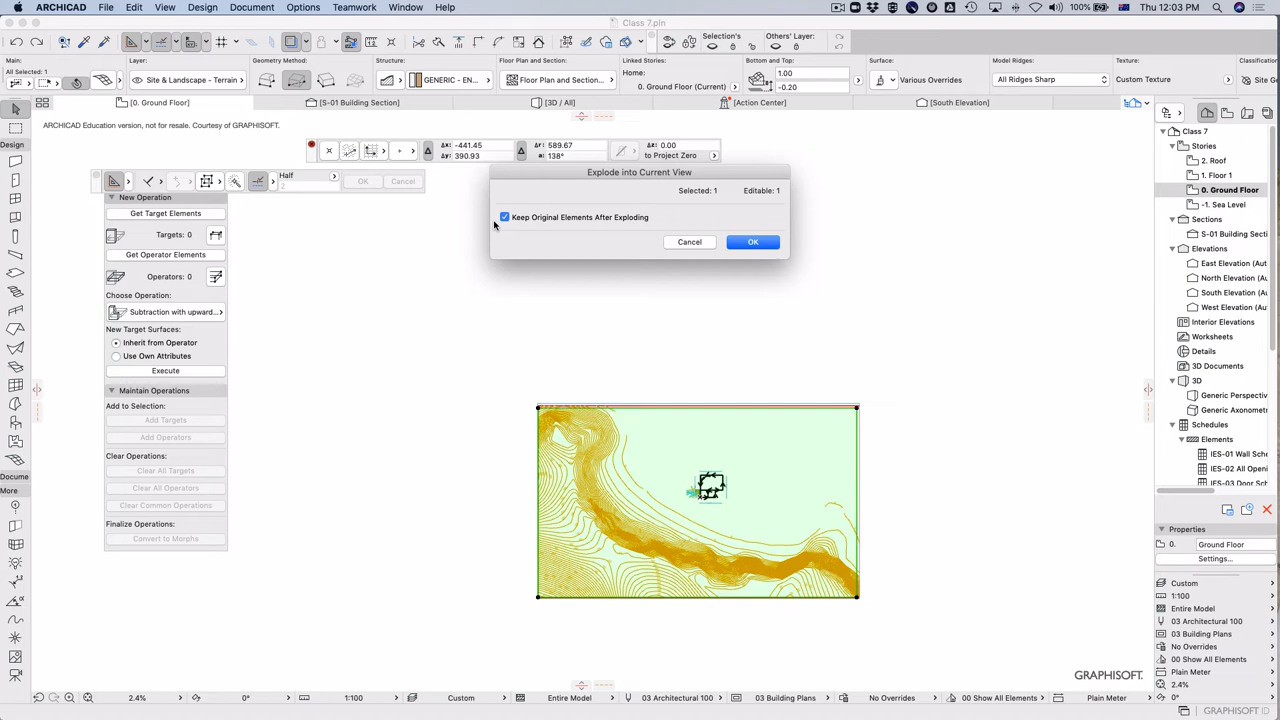 ARCHICAD File Edit View Design Document Options Teamwork Window Help
100% Thu 12:03 PM
Class 7.pln
Selection's Others' Layer
Main:
All Selected: 1
Layer:
Site & Landscape - Terrain
Geometry Method:
Structure:
GENERIC - EN...
Floor Plan and Section:
Floor Plan and Section...
Linked Stories:
Home:
0. Ground Floor (Current)
Bottom and Top:
1.00
-0.20
Surface:
Various Overrides
Model Ridges:
All Ridges Sharp
Texture:
Custom Texture
Classification
Site Ge
[0. Ground Floor] [S-01 Building Section] [3D / All] [Action Center] [South Elevation]
ARCHICAD Education version, not for resale. Courtesy of GRAPHISOFT.
-441.45
390.93
589.67
138°
0.00
to Project Zero
Half
2
OK Cancel
Explode into Current View
Selected: 1 Editable: 1
Keep Original Elements After Exploding
Cancel OK
New Operation
Get Target Elements
Targets: 0
Get Operator Elements
Operators: 0
Choose Operation:
Subtraction with upward...
New Target Surfaces:
Inherit from Operator
Use Own Attributes
Execute
Maintain Operations
Add to Selection:
Add Targets
Add Operators
Clear Operations:
Clear All Targets
Clear All Operators
Clear Common Operations
Finalize Operations:
Convert to Morphs
Design
Docume
More
Class 7
Stories
2. Roof
1. Floor 1
0. Ground Floor
-1. Sea Level
Sections
S-01 Building Secti
Elevations
East Elevation (Aut
North Elevation (Au
South Elevation (Au
West Elevation (Au
Interior Elevations
Worksheets
Details
3D Documents
3D
Generic Perspectiv
Generic Axonometr
Schedules
Elements
IES-01 Wall Sche
IES-02 All Openi
IES-03 Door Sch
Properties
0. Ground Floor
Settings...
Custom
1:100
Entire Model
03 Architectural 100
03 Building Plans
No Overrides
00 Show All Elements
Plain Meter
2.4%
0°
GRAPHISOFT.
2.4% 0° 1:100 Custom Entire Model 03 Architectural 100 03 Building Plans No Overrides 00 Show All Elements Plain Meter
GRAPHISOFT ID